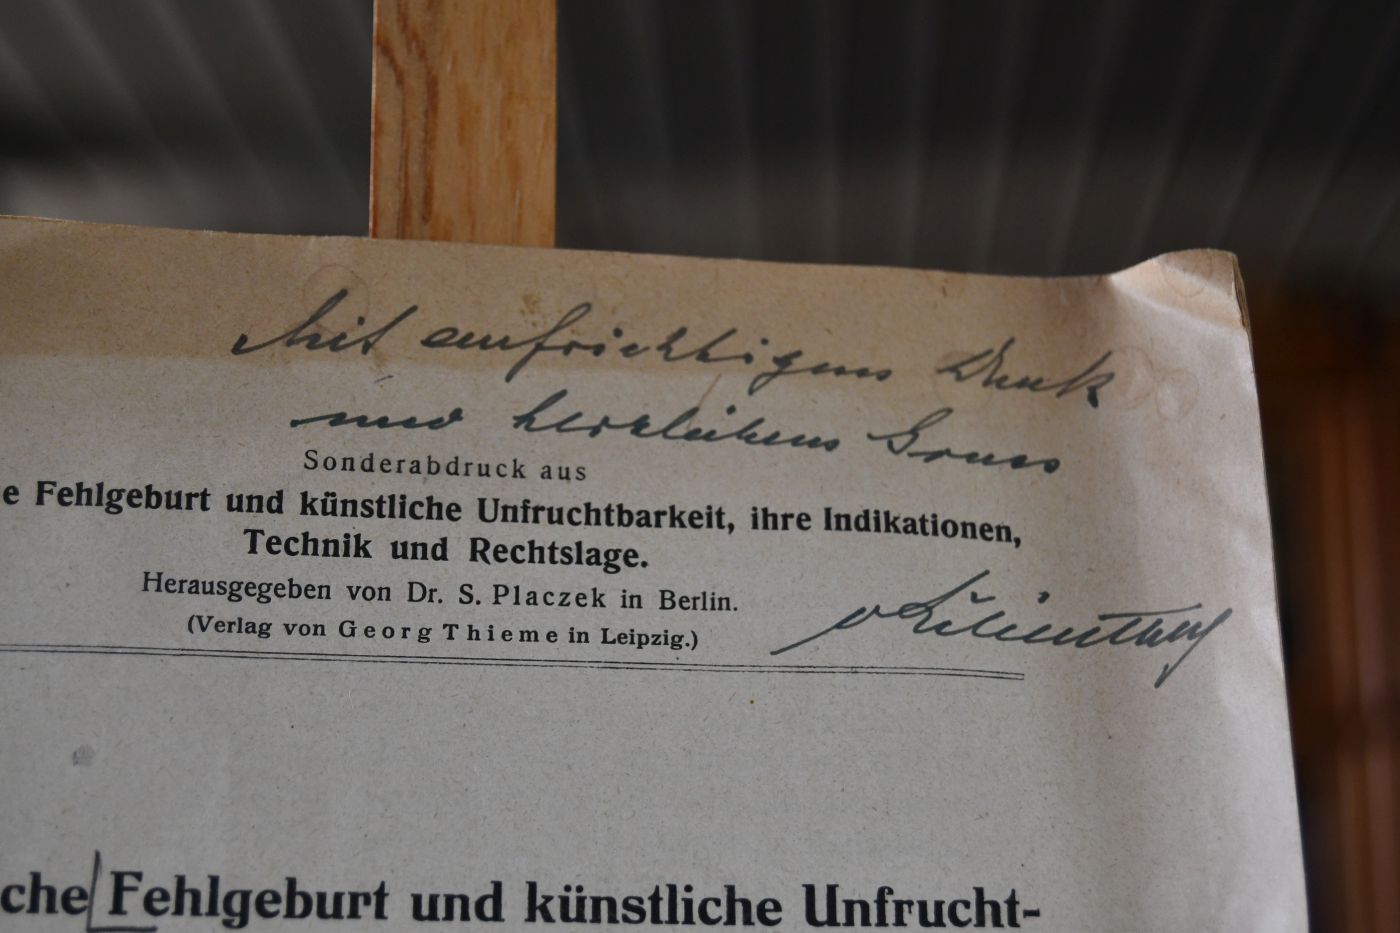 Mit aufrichtigem Dank
und herzlichem Gruss
Sonderabdruck aus
e Fehlgeburt und künstliche Unfruchtbarkeit, ihre Indikationen,
Technik und Rechtslage.
Herausgegeben von Dr. S. Placzek in Berlin.
(Verlag von Georg Thieme in Leipzig.)
che Fehlgeburt und künstliche Unfrucht-